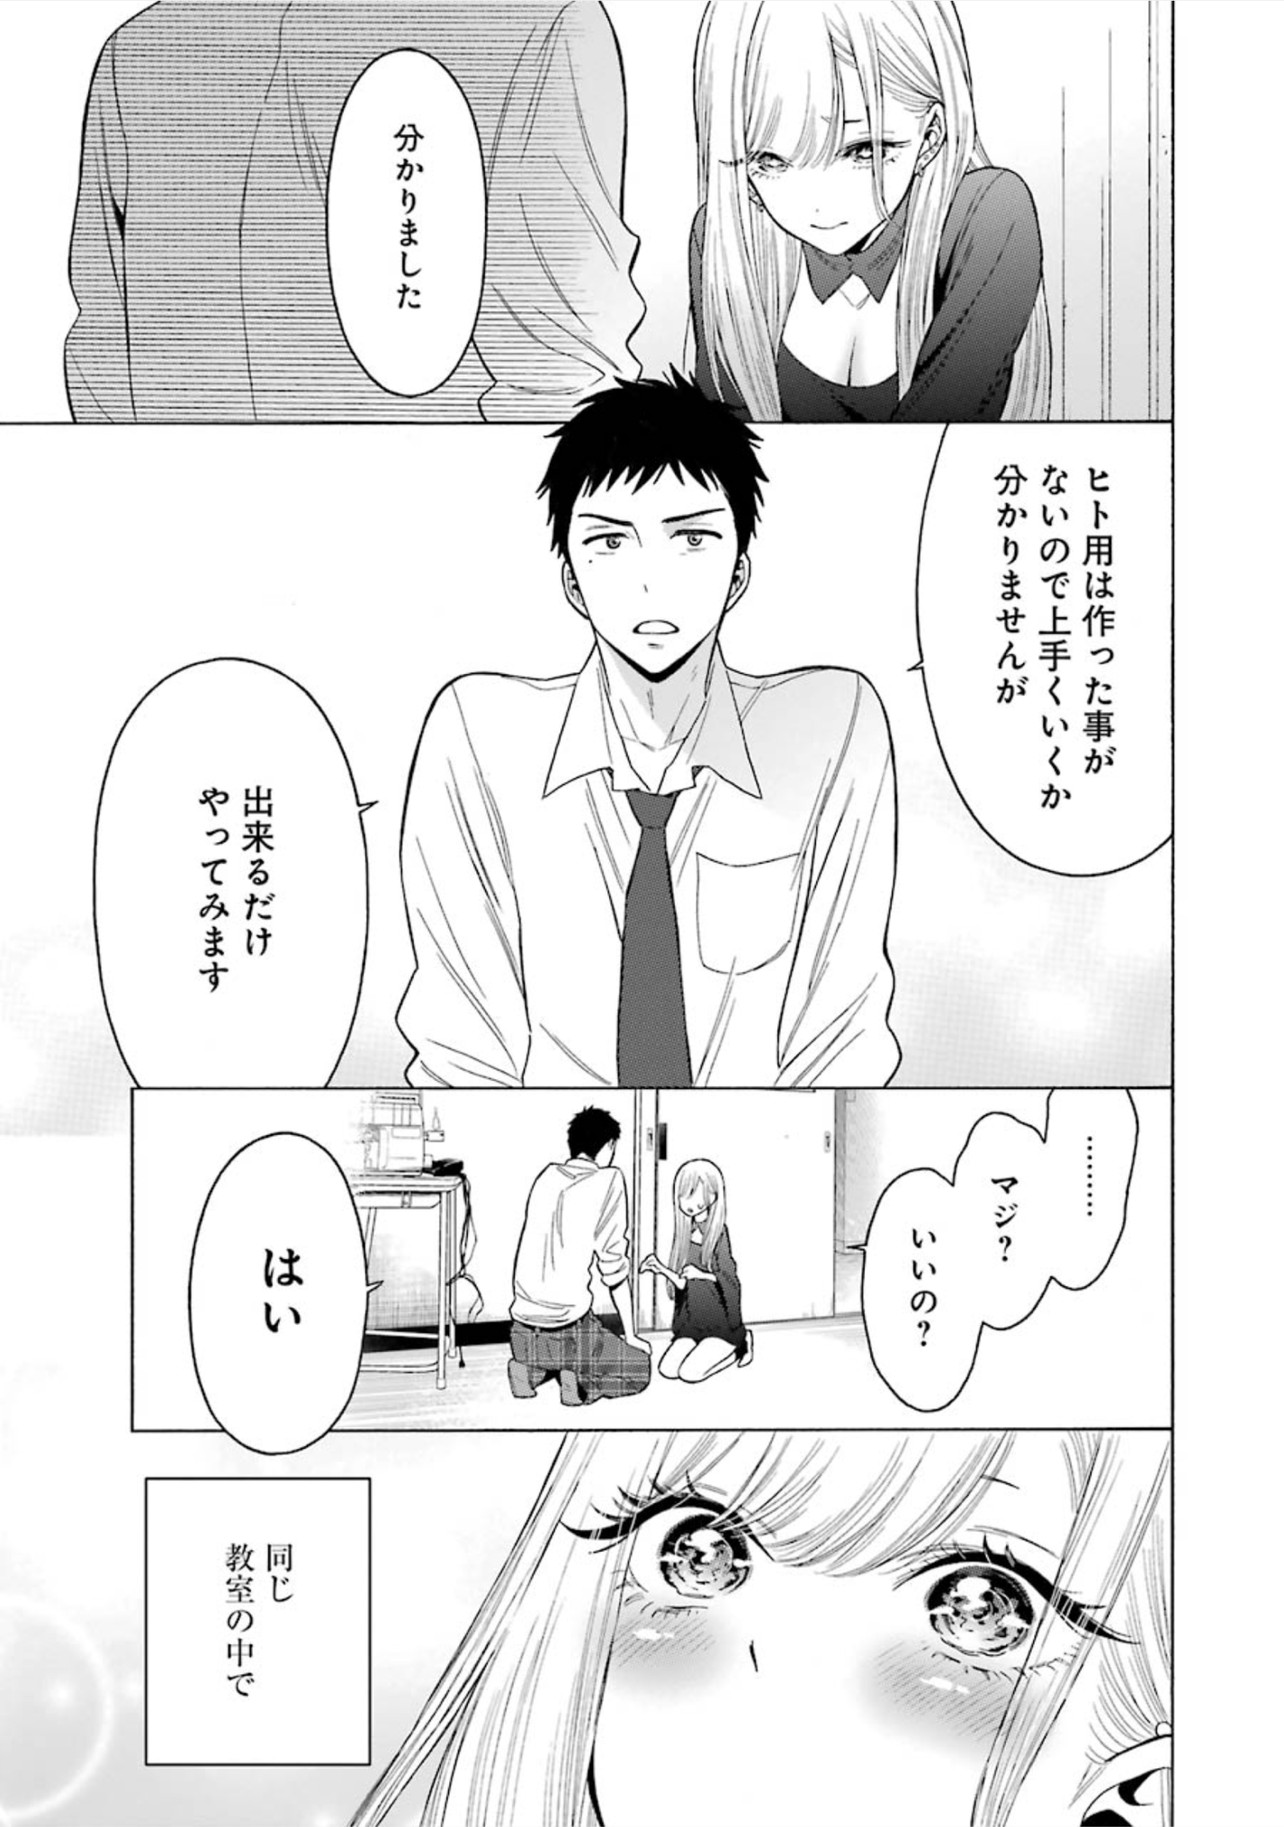 分かりました
ヒト用は作った事が
ないので上手くいくか
分かりませんが
出来るだけ
やってみます
………
マジ?
いいの?
はい
同じ
教室の中で